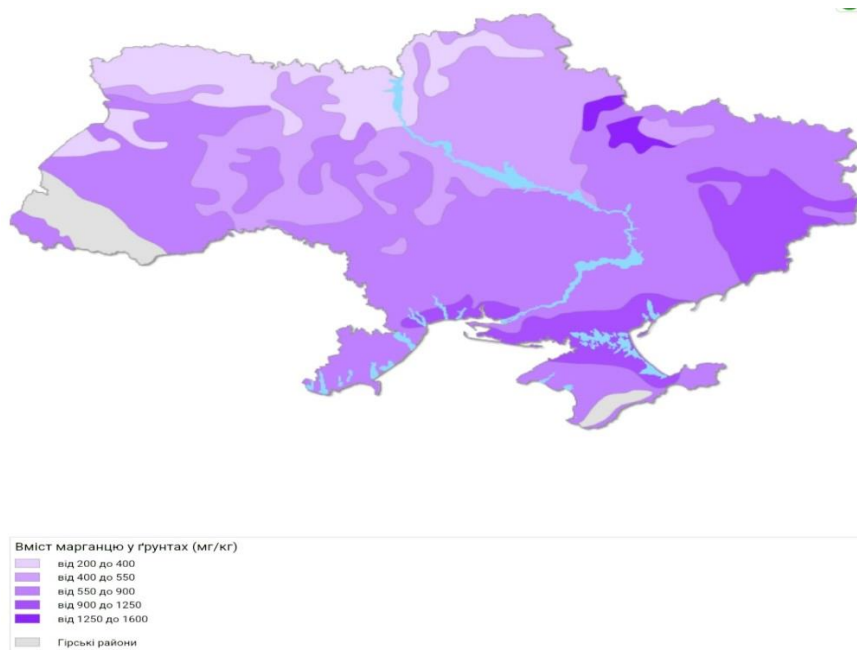 Вміст марганцю у ґрунтах (мг/кг)
від 200 до 400
від 400 до 550
від 550 до 900
від 900 до 1250
від 1250 до 1600
Гірські райони